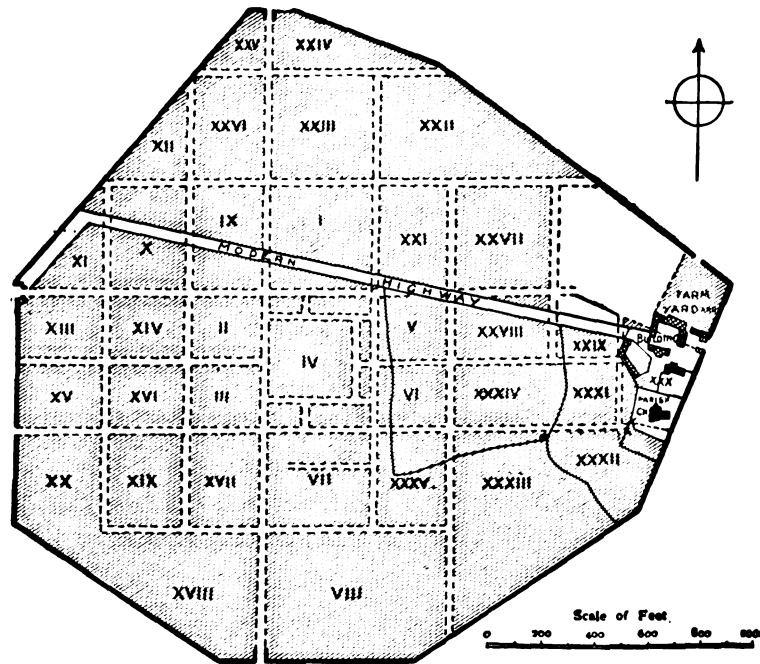 XXV XXIV
XII XXVI XXIII XXII
IX I XXI XXVII
XI X MODERN HIGHWAY
FARM
YARD
XIII XIV II V XXVIII XXIX
IV
XXX
XV XVI III VI XXXIV XXXI
PARISH
CH
XX XIX XVII VII XXXV XXXIII XXXII
XVIII VIII
Scale of Feet
0 200 400 600 800